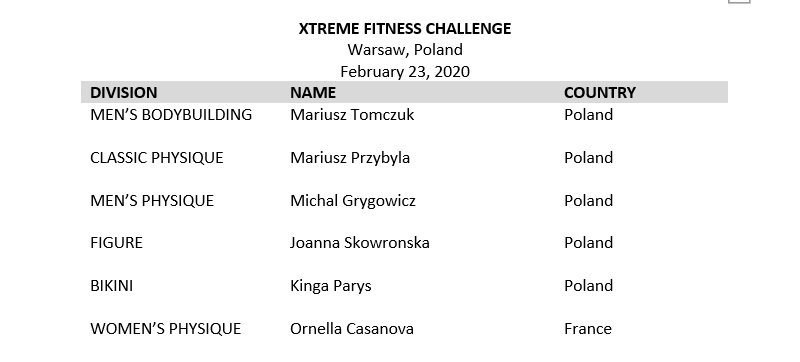 XTREME FITNESS CHALLENGE
Warsaw, Poland
February 23, 2020
DIVISION NAME COUNTRY
MEN’S BODYBUILDING Mariusz Tomczuk Poland
CLASSIC PHYSIQUE Mariusz Przybyla Poland
MEN’S PHYSIQUE Michal Grygowicz Poland
FIGURE Joanna Skowronska Poland
BIKINI Kinga Parys Poland
WOMEN’S PHYSIQUE Ornella Casanova France